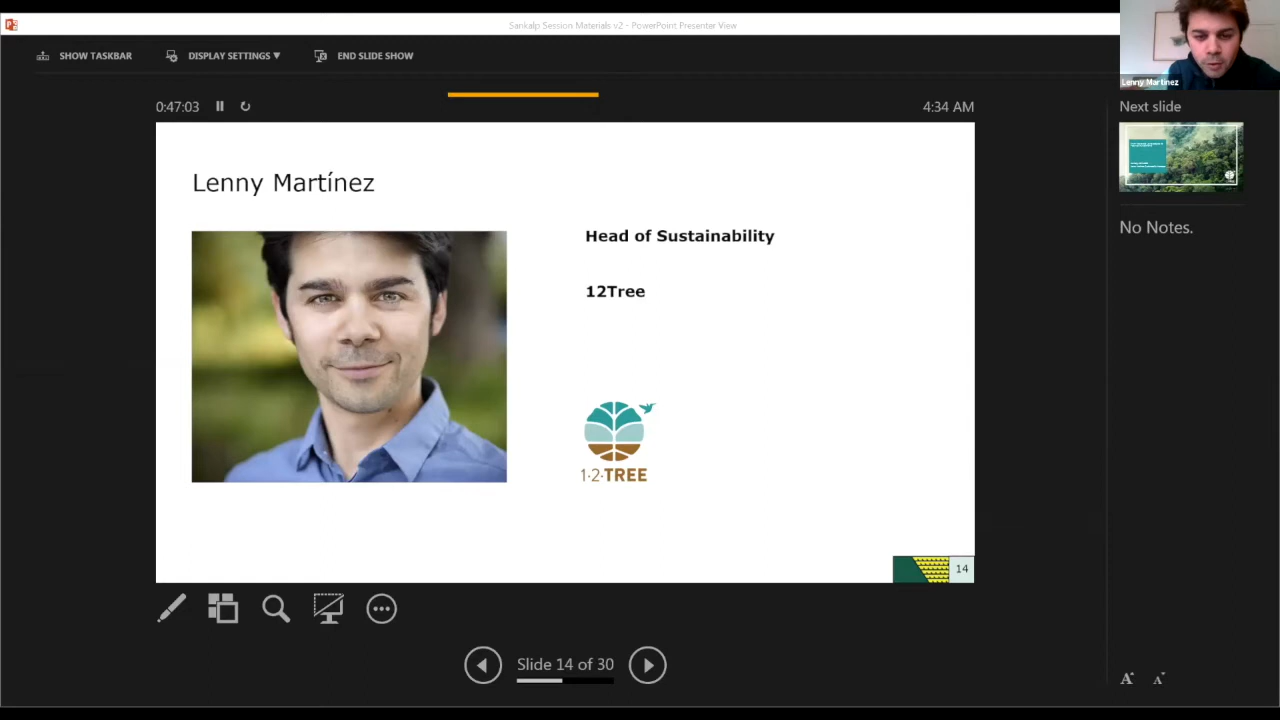 Sankalp Session Materials v2 - PowerPoint Presenter View
SHOW TASKBAR
DISPLAY SETTINGS ▼
END SLIDE SHOW
Lenny Martinez
0:47:03
4:34 AM
Next slide
Lenny Martínez
Head of Sustainability
12Tree
1·2·TREE
14
No Notes.
Slide 14 of 30
A
A